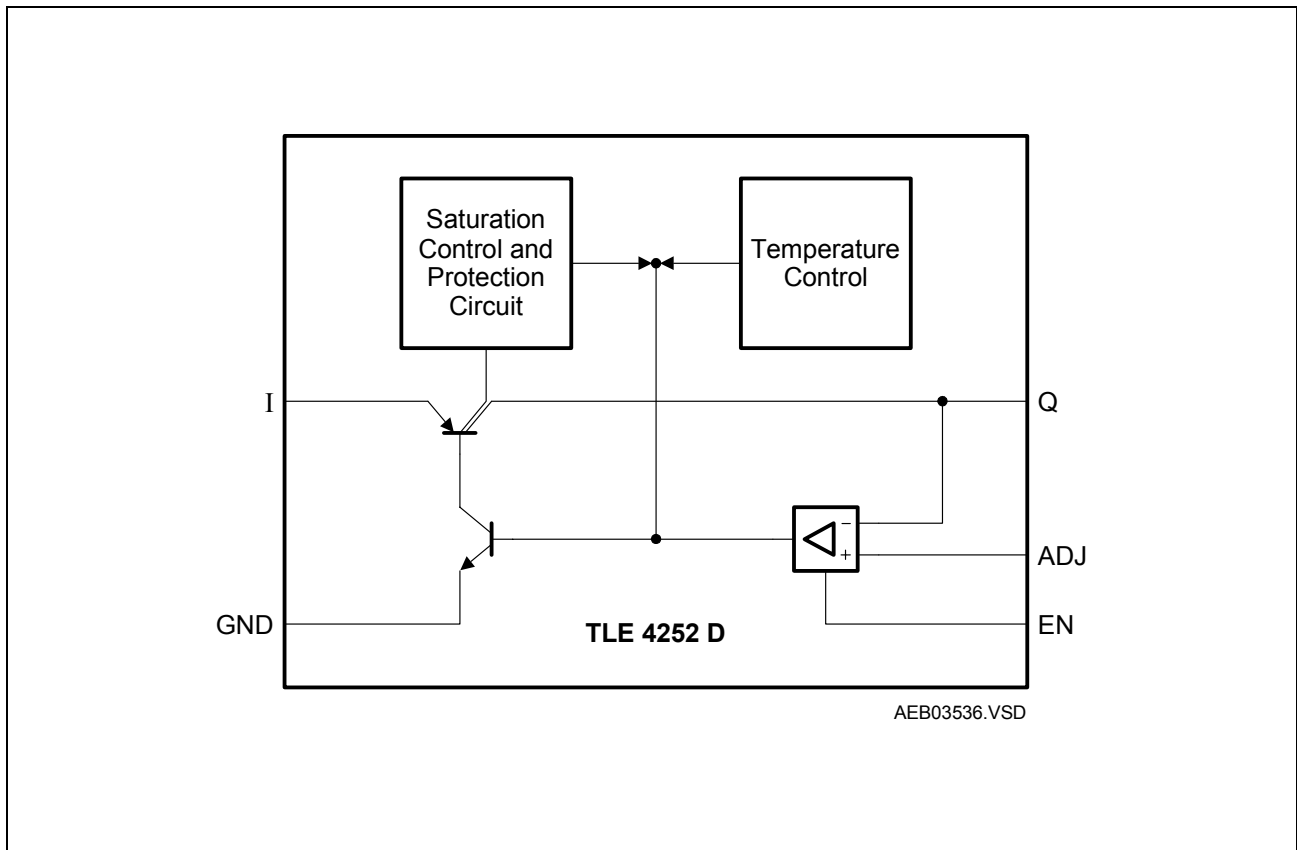 Saturation
Control and
Protection
Circuit
Temperature
Control
I
Q
-
+
ADJ
GND
EN
TLE 4252 D
AEB03536.VSD